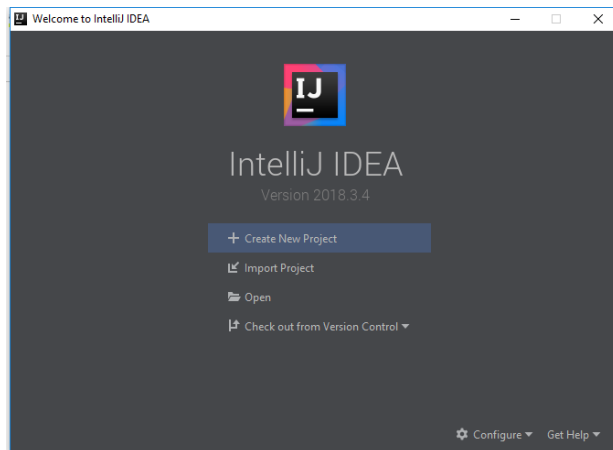 Welcome to IntelliJ IDEA
IJ
IntelliJ IDEA
Version 2018.3.4
Create New Project
Import Project
Open
Check out from Version Control
Configure Get Help